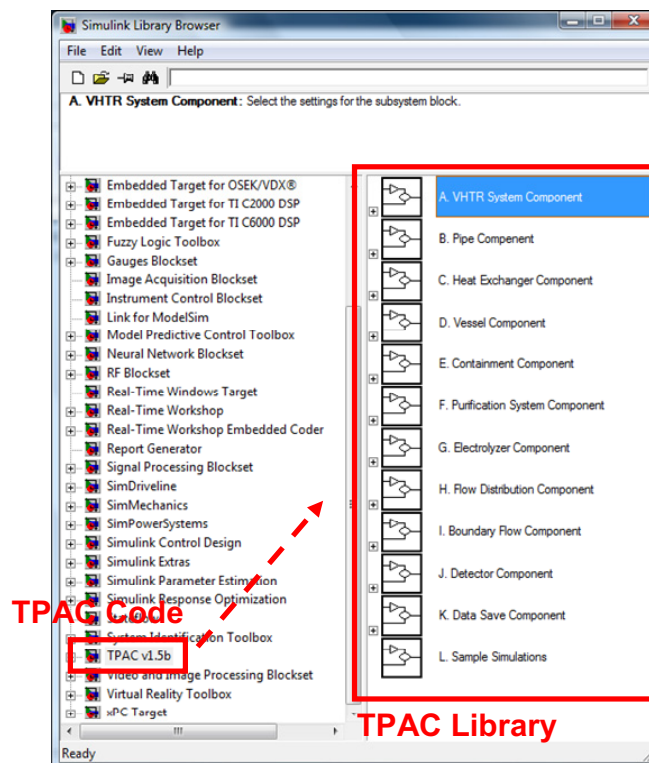 Simulink Library Browser
File Edit View Help
A. VHTR System Component: Select the settings for the subsystem block.
Embedded Target for OSEK/VDX®
Embedded Target for TI C2000 DSP
Embedded Target for TI C6000 DSP
Fuzzy Logic Toolbox
Gauges Blockset
Image Acquisition Blockset
Instrument Control Blockset
Link for ModelSim
Model Predictive Control Toolbox
Neural Network Blockset
RF Blockset
Real-Time Windows Target
Real-Time Workshop
Real-Time Workshop Embedded Coder
Report Generator
Signal Processing Blockset
SimDriveline
SimMechanics
SimPowerSystems
Simulink Control Design
Simulink Extras
Simulink Parameter Estimation
Simulink Response Optimization
Stateflow
System Identification Toolbox
TPAC v1.5b
Video and Image Processing Blockset
Virtual Reality Toolbox
xPC Target
TPAC Code
A. VHTR System Component
B. Pipe Compenent
C. Heat Exchanger Component
D. Vessel Component
E. Containment Component
F. Purification System Component
G. Electrolyzer Component
H. Flow Distribution Component
I. Boundary Flow Component
J. Detector Component
K. Data Save Component
L. Sample Simulations
TPAC Library
Ready